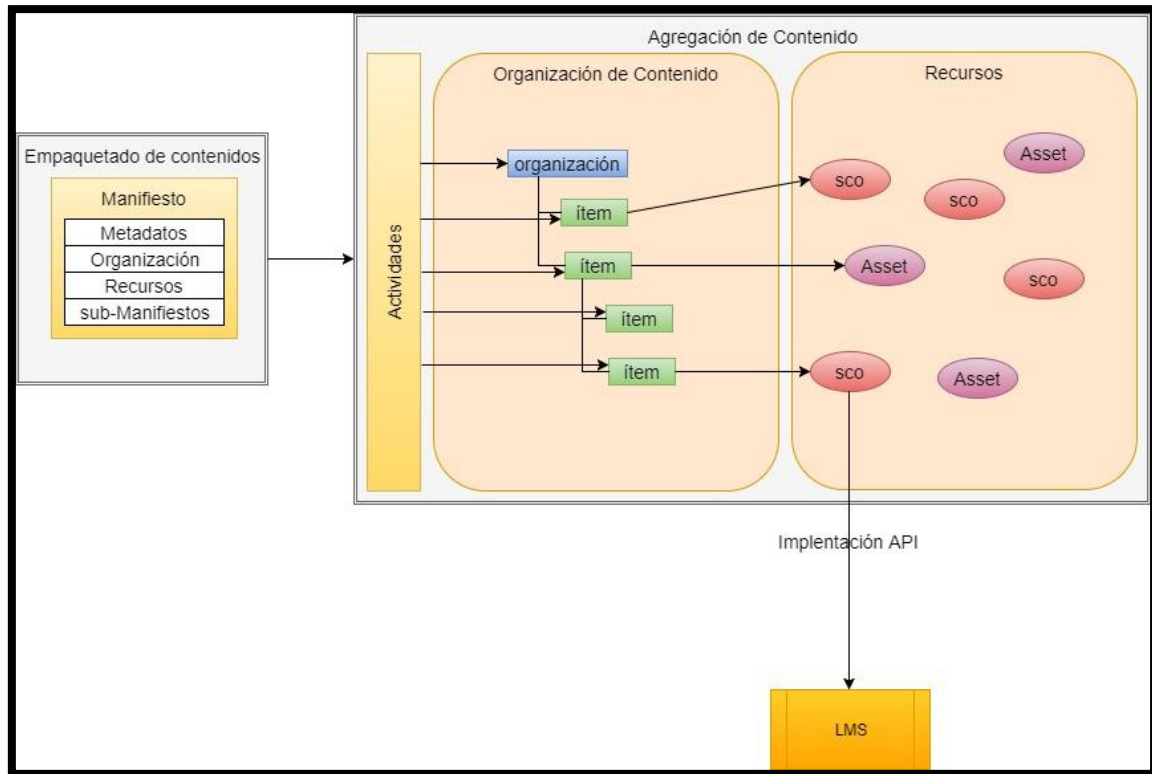 Agregación de Contenido
Empaquetado de contenidos
Manifiesto
Metadatos
Organización
Recursos
sub-Manifiestos
Actividades
Organización de Contenido
organización
ítem
ítem
ítem
ítem
Recursos
Asset
sco
sco
Asset
sco
sco
Asset
Implentación API
LMS